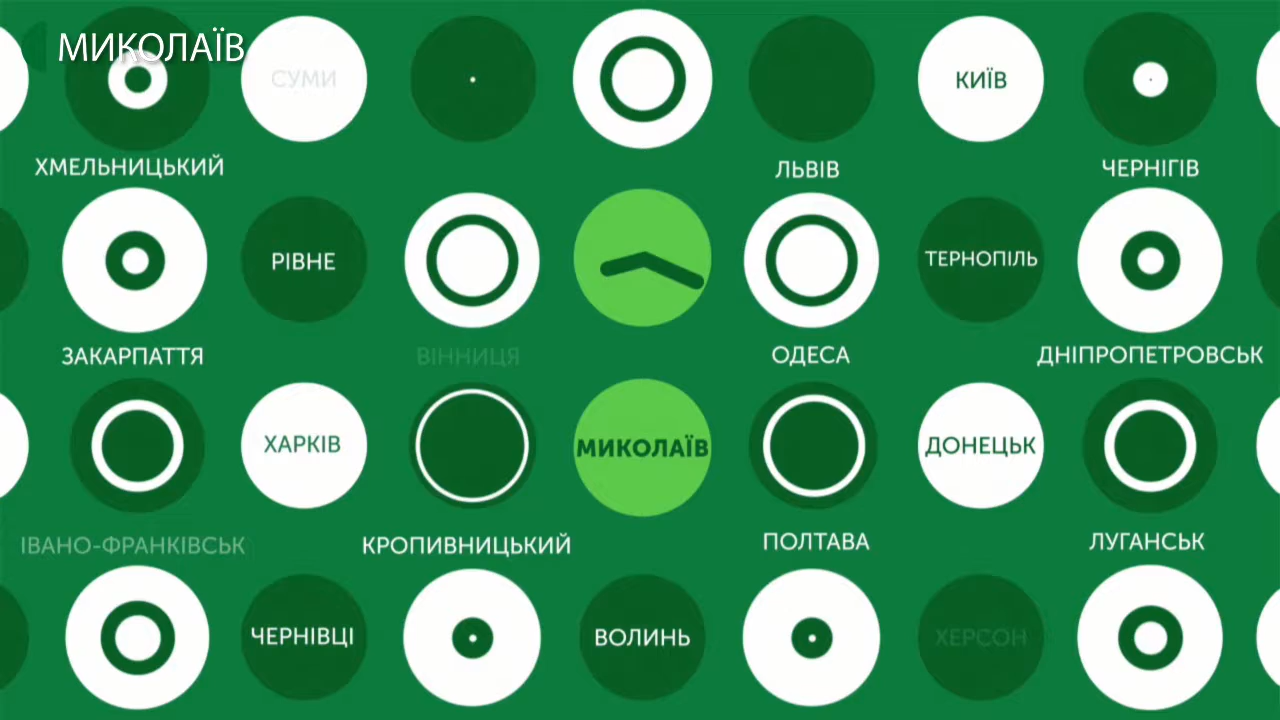 МИКОЛАЇВ
СУМИ
КИЇВ
ХМЕЛЬНИЦЬКИЙ
ЛЬВІВ
ЧЕРНІГІВ
РІВНЕ
ТЕРНОПІЛЬ
ЗАКАРПАТТЯ
ВІННИЦЯ
ОДЕСА
ДНІПРОПЕТРОВСЬК
ХАРКІВ
МИКОЛАЇВ
ДОНЕЦЬК
ІВАНО-ФРАНКІВСЬК
КРОПИВНИЦЬКИЙ
ПОЛТАВА
ЛУГАНСЬК
ЧЕРНІВЦІ
ВОЛИНЬ
ХЕРСОН